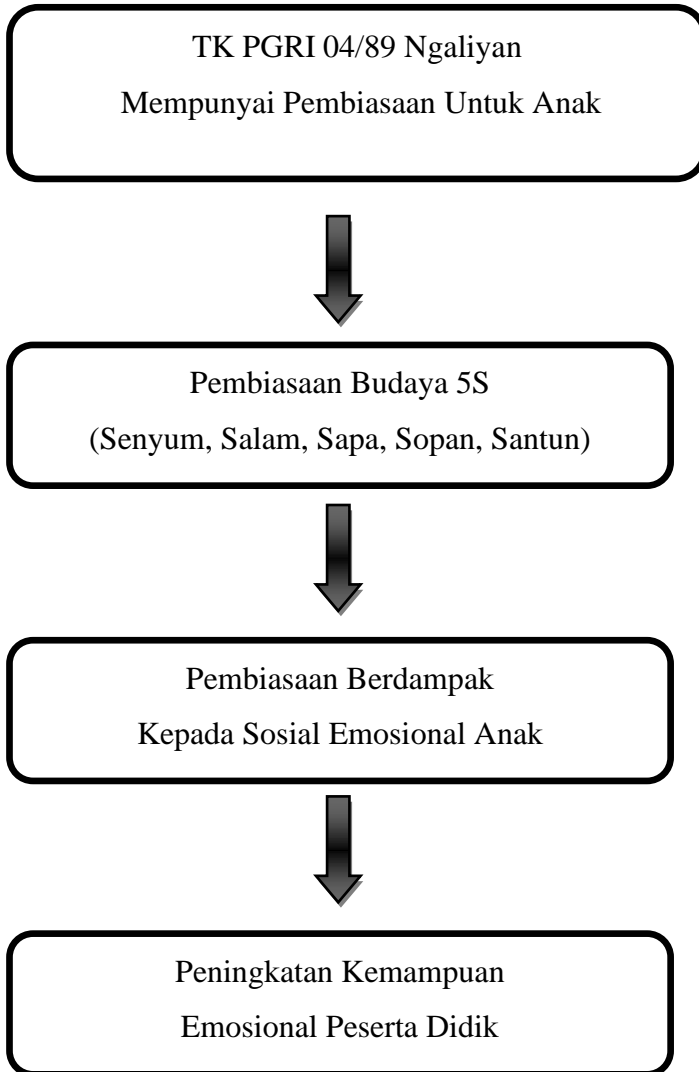 TK PGRI 04/89 Ngaliyan
Mempunyai Pembiasaan Untuk Anak
Pembiasaan Budaya 5S
(Senyum, Salam, Sapa, Sopan, Santun)
Pembiasaan Berdampak
Kepada Sosial Emosional Anak
Peningkatan Kemampuan
Emosional Peserta Didik